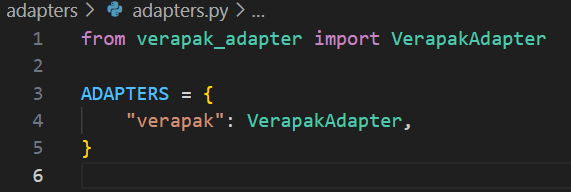 adapters > adapters.py > ...
1 from verapak_adapter import VerapakAdapter
2
3 ADAPTERS = {
4     "verapak": VerapakAdapter,
5 }
6